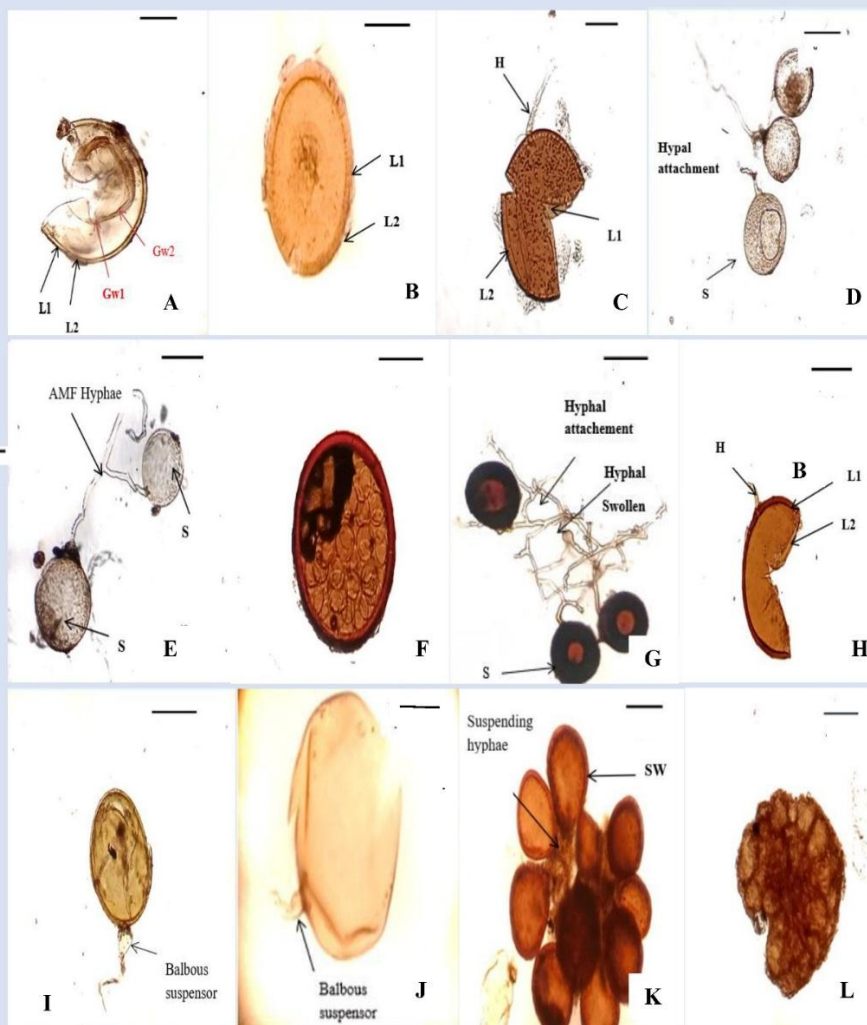 L1
L2
Gw1
Gw2
A
L1
L2
B
H
L1
L2
C
Hypal
attachment
S
D
AMF Hyphae
S
S
E
F
Hyphal
attachement
Hyphal
Swollen
S
G
B
H
L1
L2
H
Balbous
suspensor
I
Balbous
suspensor
J
Suspending
hyphae
SW
K
L